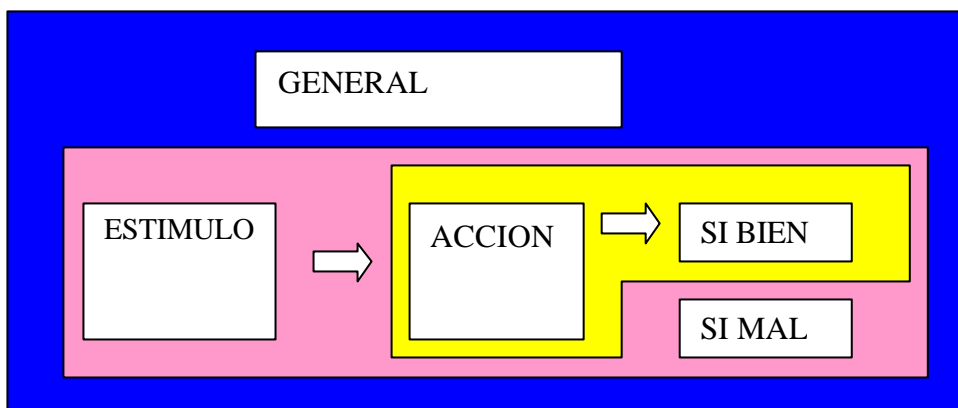 GENERAL
ESTIMULO
ACCION
SI BIEN
SI MAL